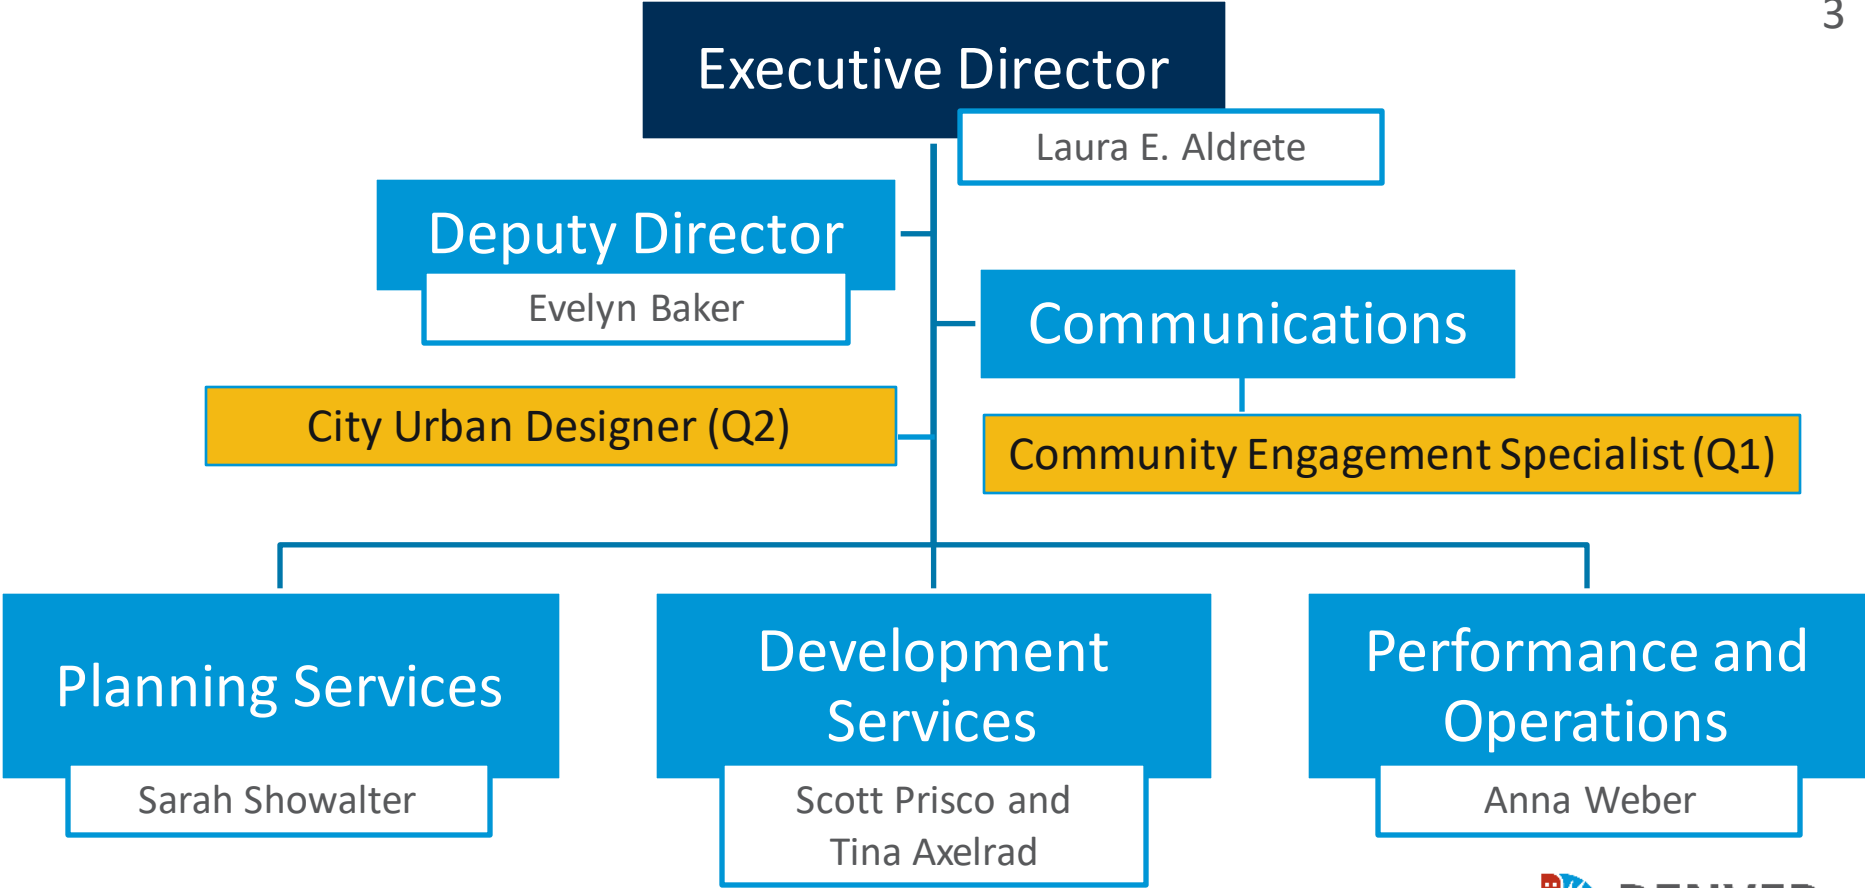 3
Executive Director
Laura E. Aldrete
Deputy Director
Evelyn Baker
Communications
City Urban Designer (Q2)
Community Engagement Specialist (Q1)
Planning Services
Sarah Showalter
Development
Services
Scott Prisco and
Tina Axelrad
Performance and
Operations
Anna Weber
DENVER